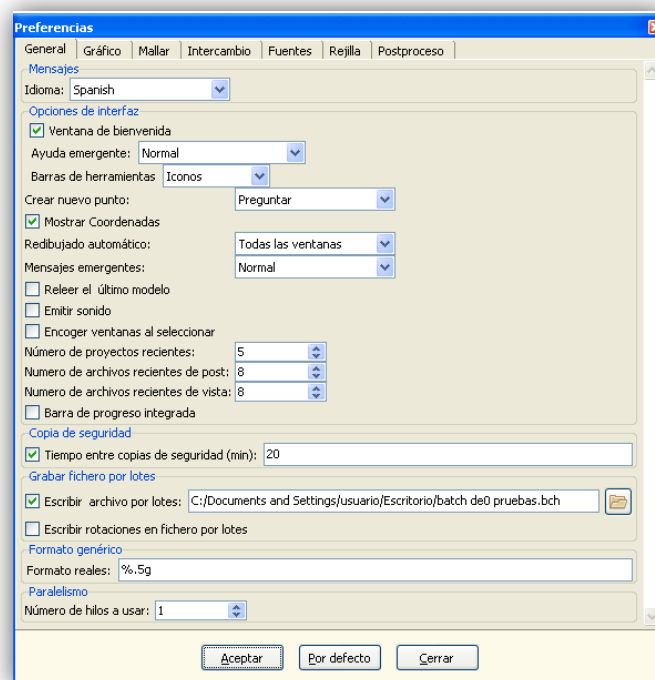 Preferencias
General Gráfico Mallar Intercambio Fuentes Rejilla Postproceso
Mensajes
Idioma: Spanish
Opciones de interfaz
Ventana de bienvenida
Ayuda emergente: Normal
Barras de herramientas Iconos
Crear nuevo punto: Preguntar
Mostrar Coordenadas
Redibujado automático: Todas las ventanas
Mensajes emergentes: Normal
Releer el último modelo
Emitir sonido
Encoger ventanas al seleccionar
Número de proyectos recientes: 5
Numero de archivos recientes de post: 8
Numero de archivos recientes de vista: 8
Barra de progreso integrada
Copia de seguridad
Tiempo entre copias de seguridad (min): 20
Grabar fichero por lotes
Escribir archivo por lotes: C:/Documents and Settings/usuario/Escritorio/batch de0 pruebas.bch
Escribir rotaciones en fichero por lotes
Formato genérico
Formato reales: %.5g
Paralelismo
Número de hilos a usar: 1
Aceptar Por defecto Cerrar